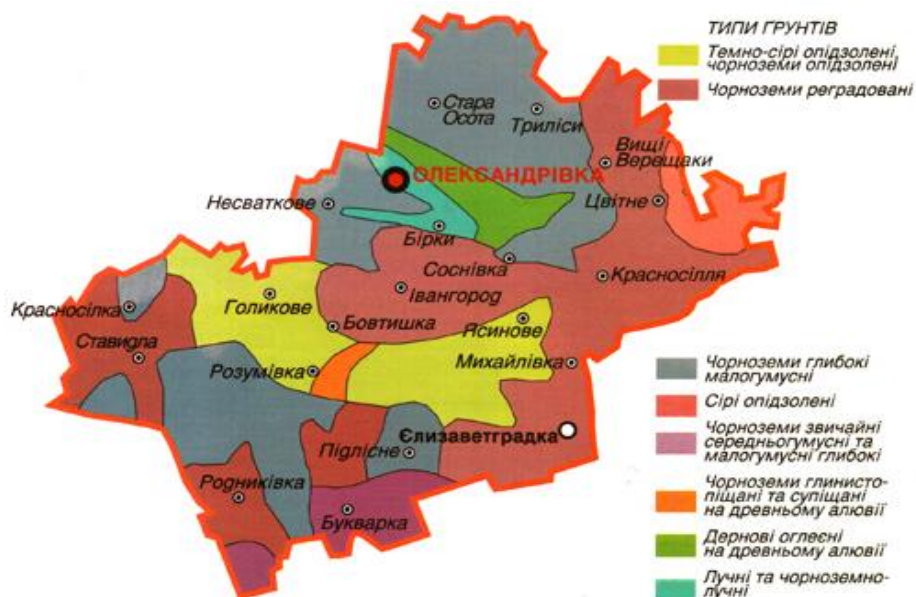 ТИПИ ҐРУНТІВ
Темно-сірі опідзолені,
чорноземи опідзолені
Чорноземи реградовані
Стара
Осота
Триліси
Вищі
Верещаки
ОЛЕКСАНДРІВКА
Несваткове
Цвітне
Бірки
Соснівка
Красносілля
Івангород
Красносілка
Голикове
Бовтишка
Ясинове
Ставидла
Розумівка
Михайлівка
Єлизаветградка
Підлісне
Родниківка
Букварка
Чорноземи глибокі
малогумусні
Сірі опідзолені
Чорноземи звичайні
середньогумусні та
малогумусні глибокі
Чорноземи глинисто-
піщані та супіщані
на древньому алювії
Дернові оглеєні
на древньому алювії
Лучні та чорноземно-
лучні